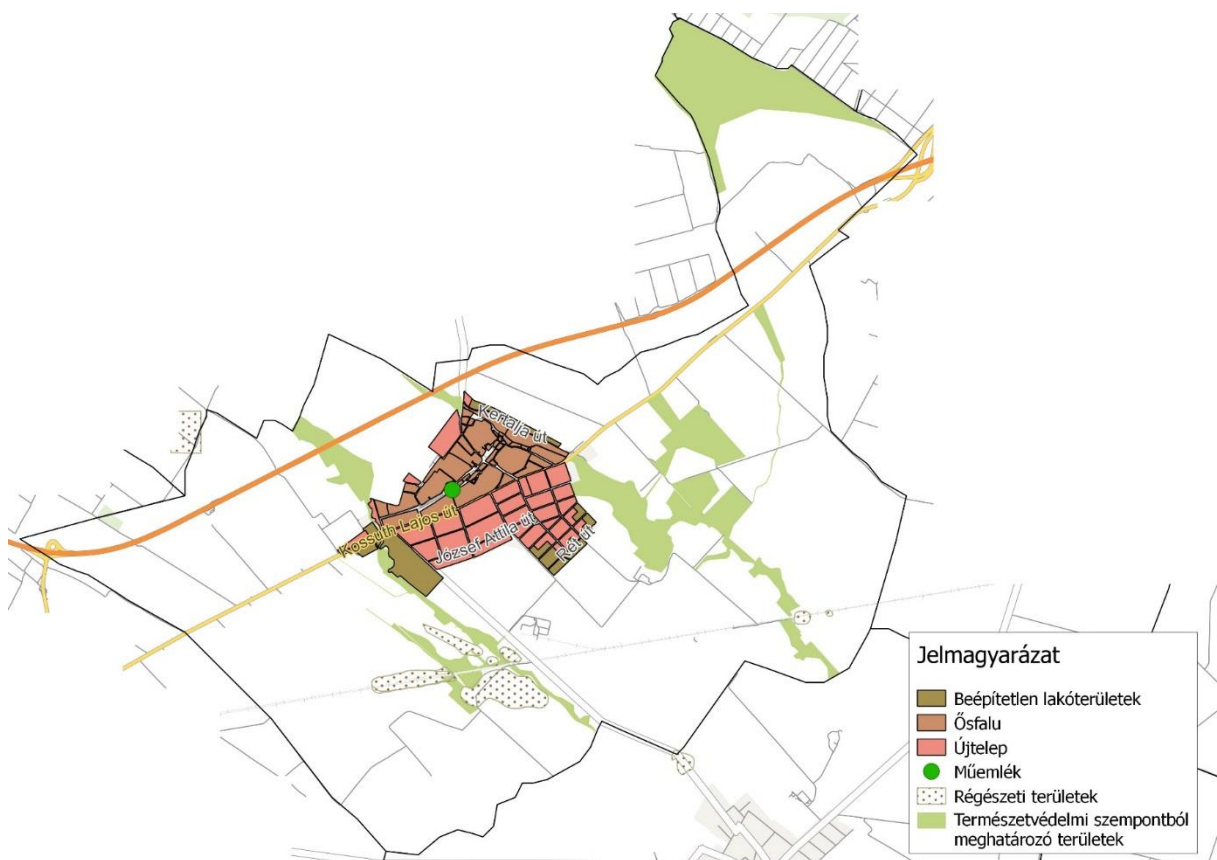 Kertalja út
Kossuth Lajos út
József Attila út
Rét út
Jelmagyarázat
Beépítetlen lakóterületek
Ősfalu
Újtelep
Műemlék
Régészeti területek
Természetvédelmi szempontból
meghatározó területek